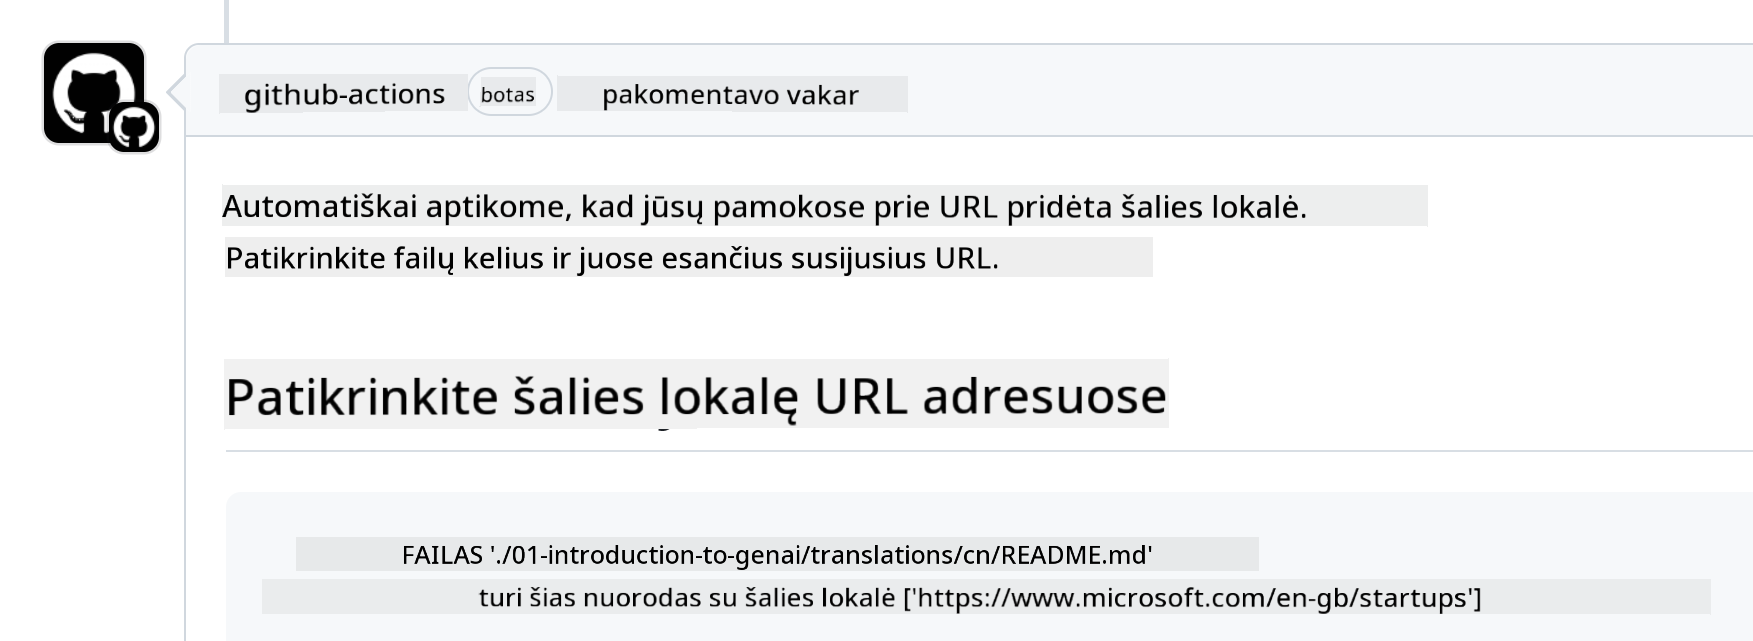 github-actions botas pakomentavo vakar
Automatiškai aptikome, kad jūsų pamokose prie URL pridėta šalies lokalė.
Patikrinkite failų kelius ir juose esančius susijusius URL.
Patikrinkite šalies lokalę URL adresuose
FAILAS './01-introduction-to-genai/translations/cn/README.md'
turi šias nuorodas su šalies lokalė ['https://www.microsoft.com/en-gb/startups']